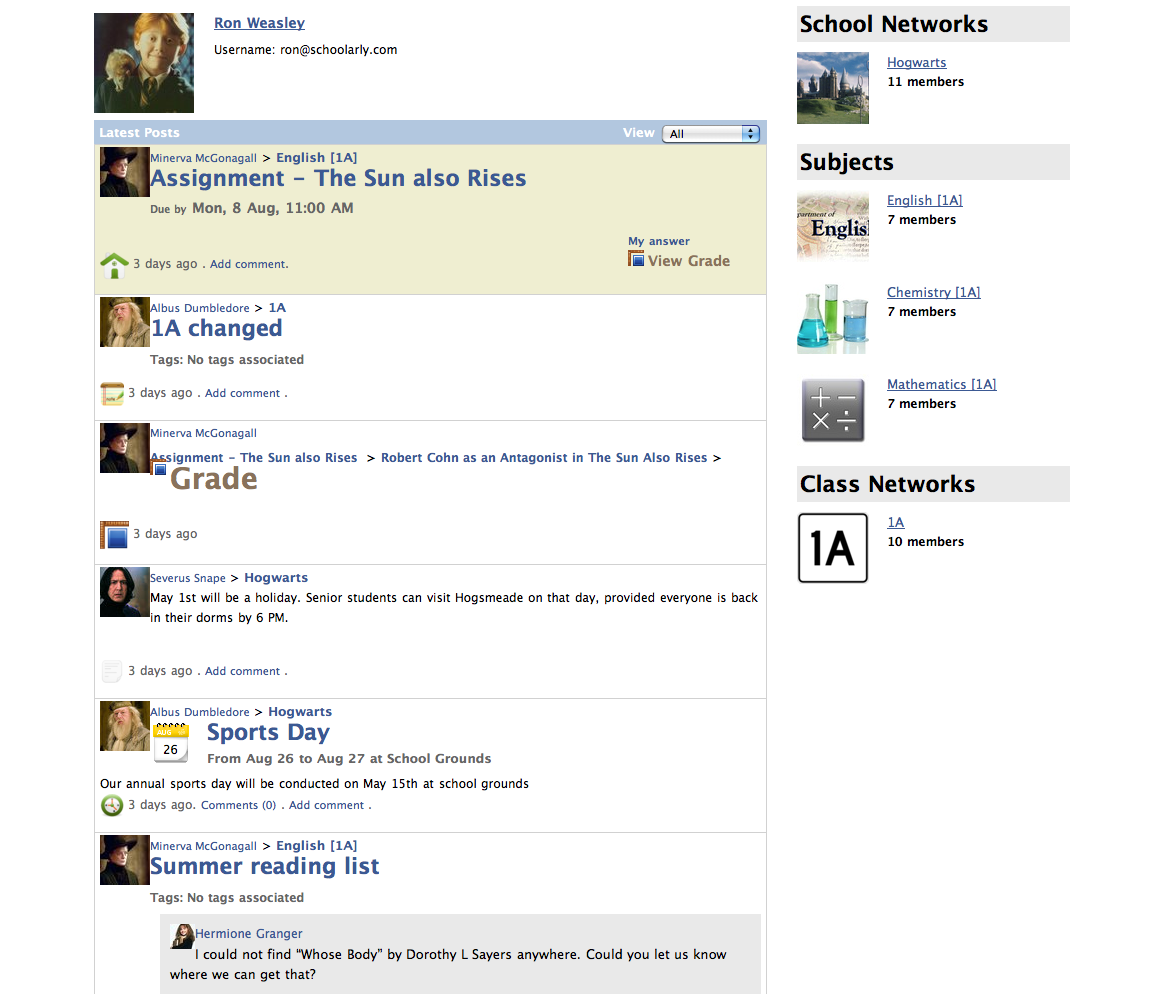 Ron Weasley
Username: ron@schoolarly.com
Latest Posts
View All
Minerva McGonagall > English [1A]
Assignment - The Sun also Rises
Due by Mon, 8 Aug, 11:00 AM
My answer
View Grade
3 days ago . Add comment.
Albus Dumbledore > 1A
1A changed
Tags: No tags associated
3 days ago . Add comment .
Minerva McGonagall
Assignment - The Sun also Rises > Robert Cohn as an Antagonist in The Sun Also Rises >
Grade
3 days ago
Severus Snape > Hogwarts
May 1st will be a holiday. Senior students can visit Hogsmeade on that day, provided everyone is back
in their dorms by 6 PM.
3 days ago . Add comment .
Albus Dumbledore > Hogwarts
AUG
26
Sports Day
From Aug 26 to Aug 27 at School Grounds
Our annual sports day will be conducted on May 15th at school grounds
3 days ago. Comments (0) . Add comment .
Minerva McGonagall > English [1A]
Summer reading list
Tags: No tags associated
Hermione Granger
I could not find “Whose Body” by Dorothy L Sayers anywhere. Could you let us know
where we can get that?
School Networks
Hogwarts
11 members
Subjects
partment of
Englis
English [1A]
7 members
Chemistry [1A]
7 members
+ −
× ÷
Mathematics [1A]
7 members
Class Networks
1A
1A
10 members